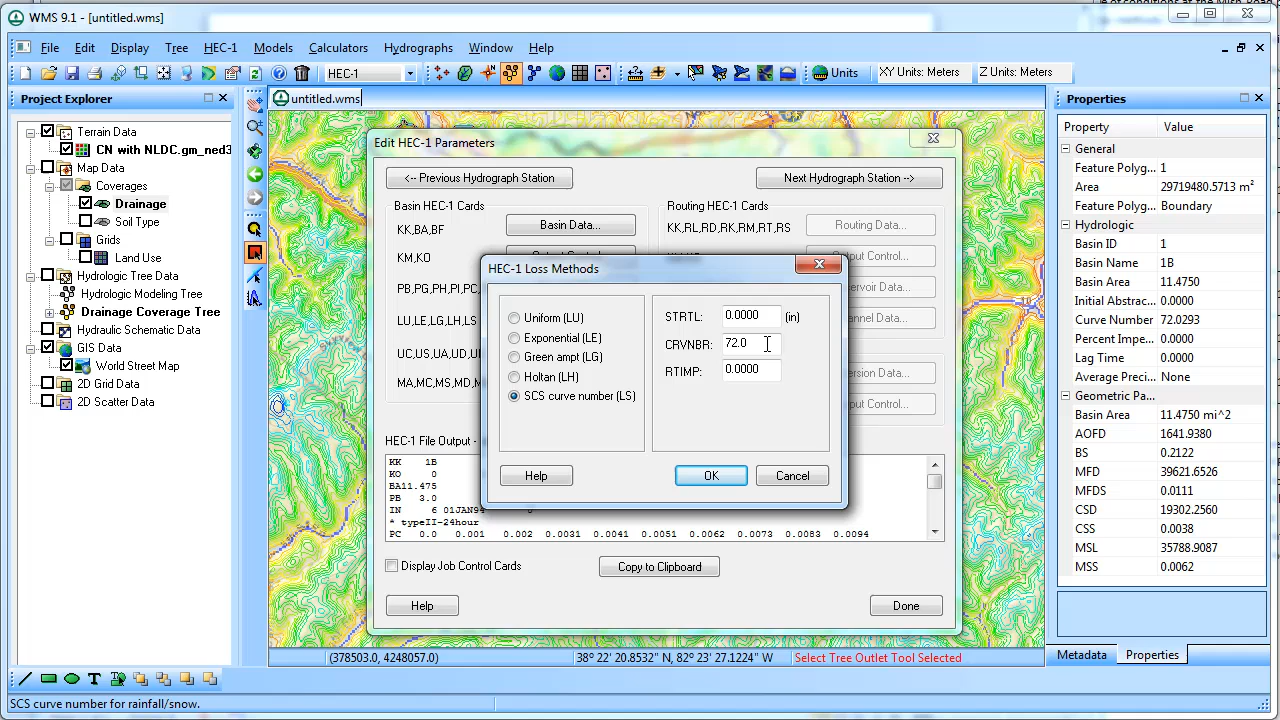 WMS 9.1 - [untitled.wms]
File Edit Display Tree HEC-1 Models Calculators Hydrographs Window Help
HEC-1
Units
XY Units: Meters
Z Units: Meters
Project Explorer
Terrain Data
CN with NLDC.gm_ned3
Map Data
Coverages
Drainage
Soil Type
Grids
Land Use
Hydrologic Tree Data
Hydrologic Modeling Tree
Drainage Coverage Tree
Hydraulic Schematic Data
GIS Data
World Street Map
2D Grid Data
2D Scatter Data
untitled.wms
Edit HEC-1 Parameters
<-- Previous Hydrograph Station
Next Hydrograph Station -->
Basin HEC-1 Cards
KK,BA,BF
Basin Data...
KM,KO
PB,PG,PH,PI,PC,
LU,LE,LG,LH,LS
UC,US,UA,UD,U
MA,MC,MS,MD,M
Routing HEC-1 Cards
KK,RL,RD,RK,RM,RT,RS
Routing Data...
HEC-1 Loss Methods
Uniform (LU)
Exponential (LE)
Green ampt (LG)
Holtan (LH)
SCS curve number (LS)
STRTL: 0.0000 (in)
CRVNBR: 72.0
RTIMP: 0.0000
Help
OK
Cancel
HEC-1 File Output -
KK 1B
KO 0
BA11.475
PB 3.0
IN 6 01JAN94 0
* typeII-24hour
PC 0.0 0.001 0.002 0.0031 0.0041 0.0051 0.0062 0.0073 0.0083 0.0094
Display Job Control Cards
Copy to Clipboard
Help
Done
Properties
Property Value
General
Feature Polyg... 1
Area 29719480.5713 m²
Feature Polyg... Boundary
Hydrologic
Basin ID 1
Basin Name 1B
Basin Area 11.4750
Initial Abstrac... 0.0000
Curve Number 72.0293
Percent Impe... 0.0000
Lag Time 0.0000
Average Preci... None
Geometric Pa...
Basin Area 11.4750 mi^2
AOFD 1641.9380
BS 0.2122
MFD 39621.6526
MFDS 0.0111
CSD 19302.2560
CSS 0.0038
MSL 35788.9087
MSS 0.0062
Metadata
Properties
(378503.0, 4248057.0)
38° 22' 20.8532" N, 82° 23' 27.1224" W
Select Tree Outlet Tool Selected
SCS curve number for rainfall/snow.